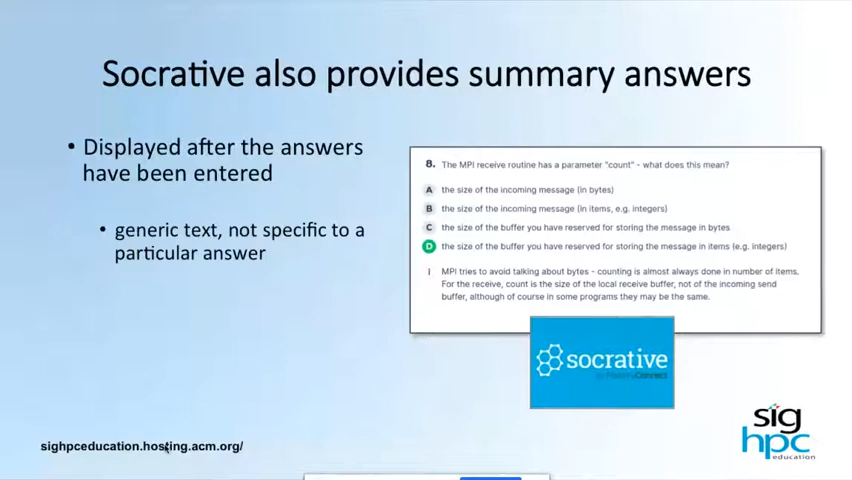 Socrative also provides summary answers
• Displayed after the answers
have been entered
• generic text, not specific to a
particular answer
8. The MPI receive routine has a parameter "count" - what does this mean?
A the size of the incoming message (in bytes)
B the size of the incoming message (in items, e.g. integers)
C the size of the buffer you have reserved for storing the message in bytes
D the size of the buffer you have reserved for storing the message in items (e.g. integers)
i MPI tries to avoid talking about bytes - counting is almost always done in number of items.
For the receive, count is the size of the local receive buffer, not of the incoming send
buffer, although of course in some programs they may be the same.
socrative
sighpceducation.hosting.acm.org/
sig
hpc
education